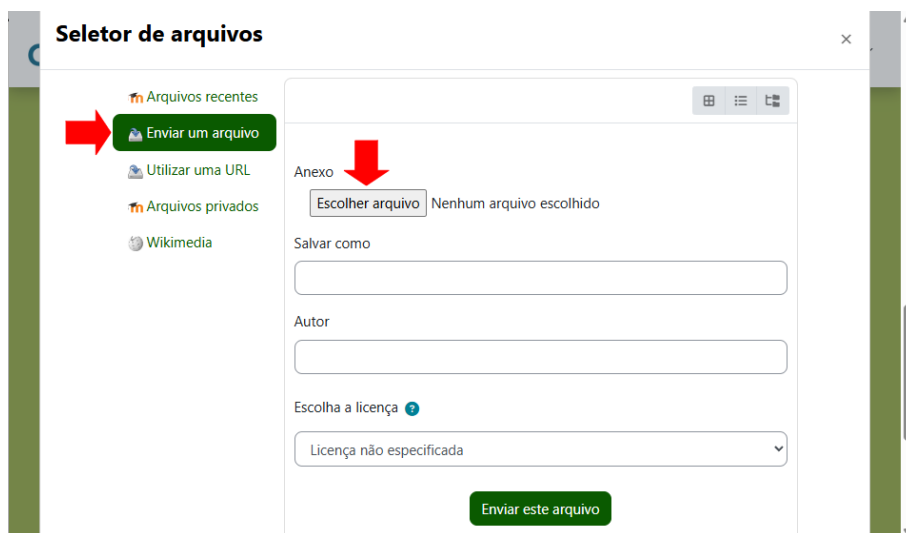 Seletor de arquivos
×
Arquivos recentes
Enviar um arquivo
Utilizar uma URL
Arquivos privados
Wikimedia
Anexo
Escolher arquivo Nenhum arquivo escolhido
Salvar como
Autor
Escolha a licença ?
Licença não especificada
Enviar este arquivo